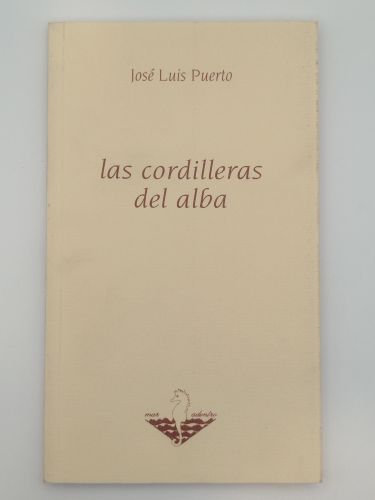 José Luis Puerto
las cordilleras
del alba
mar adentro